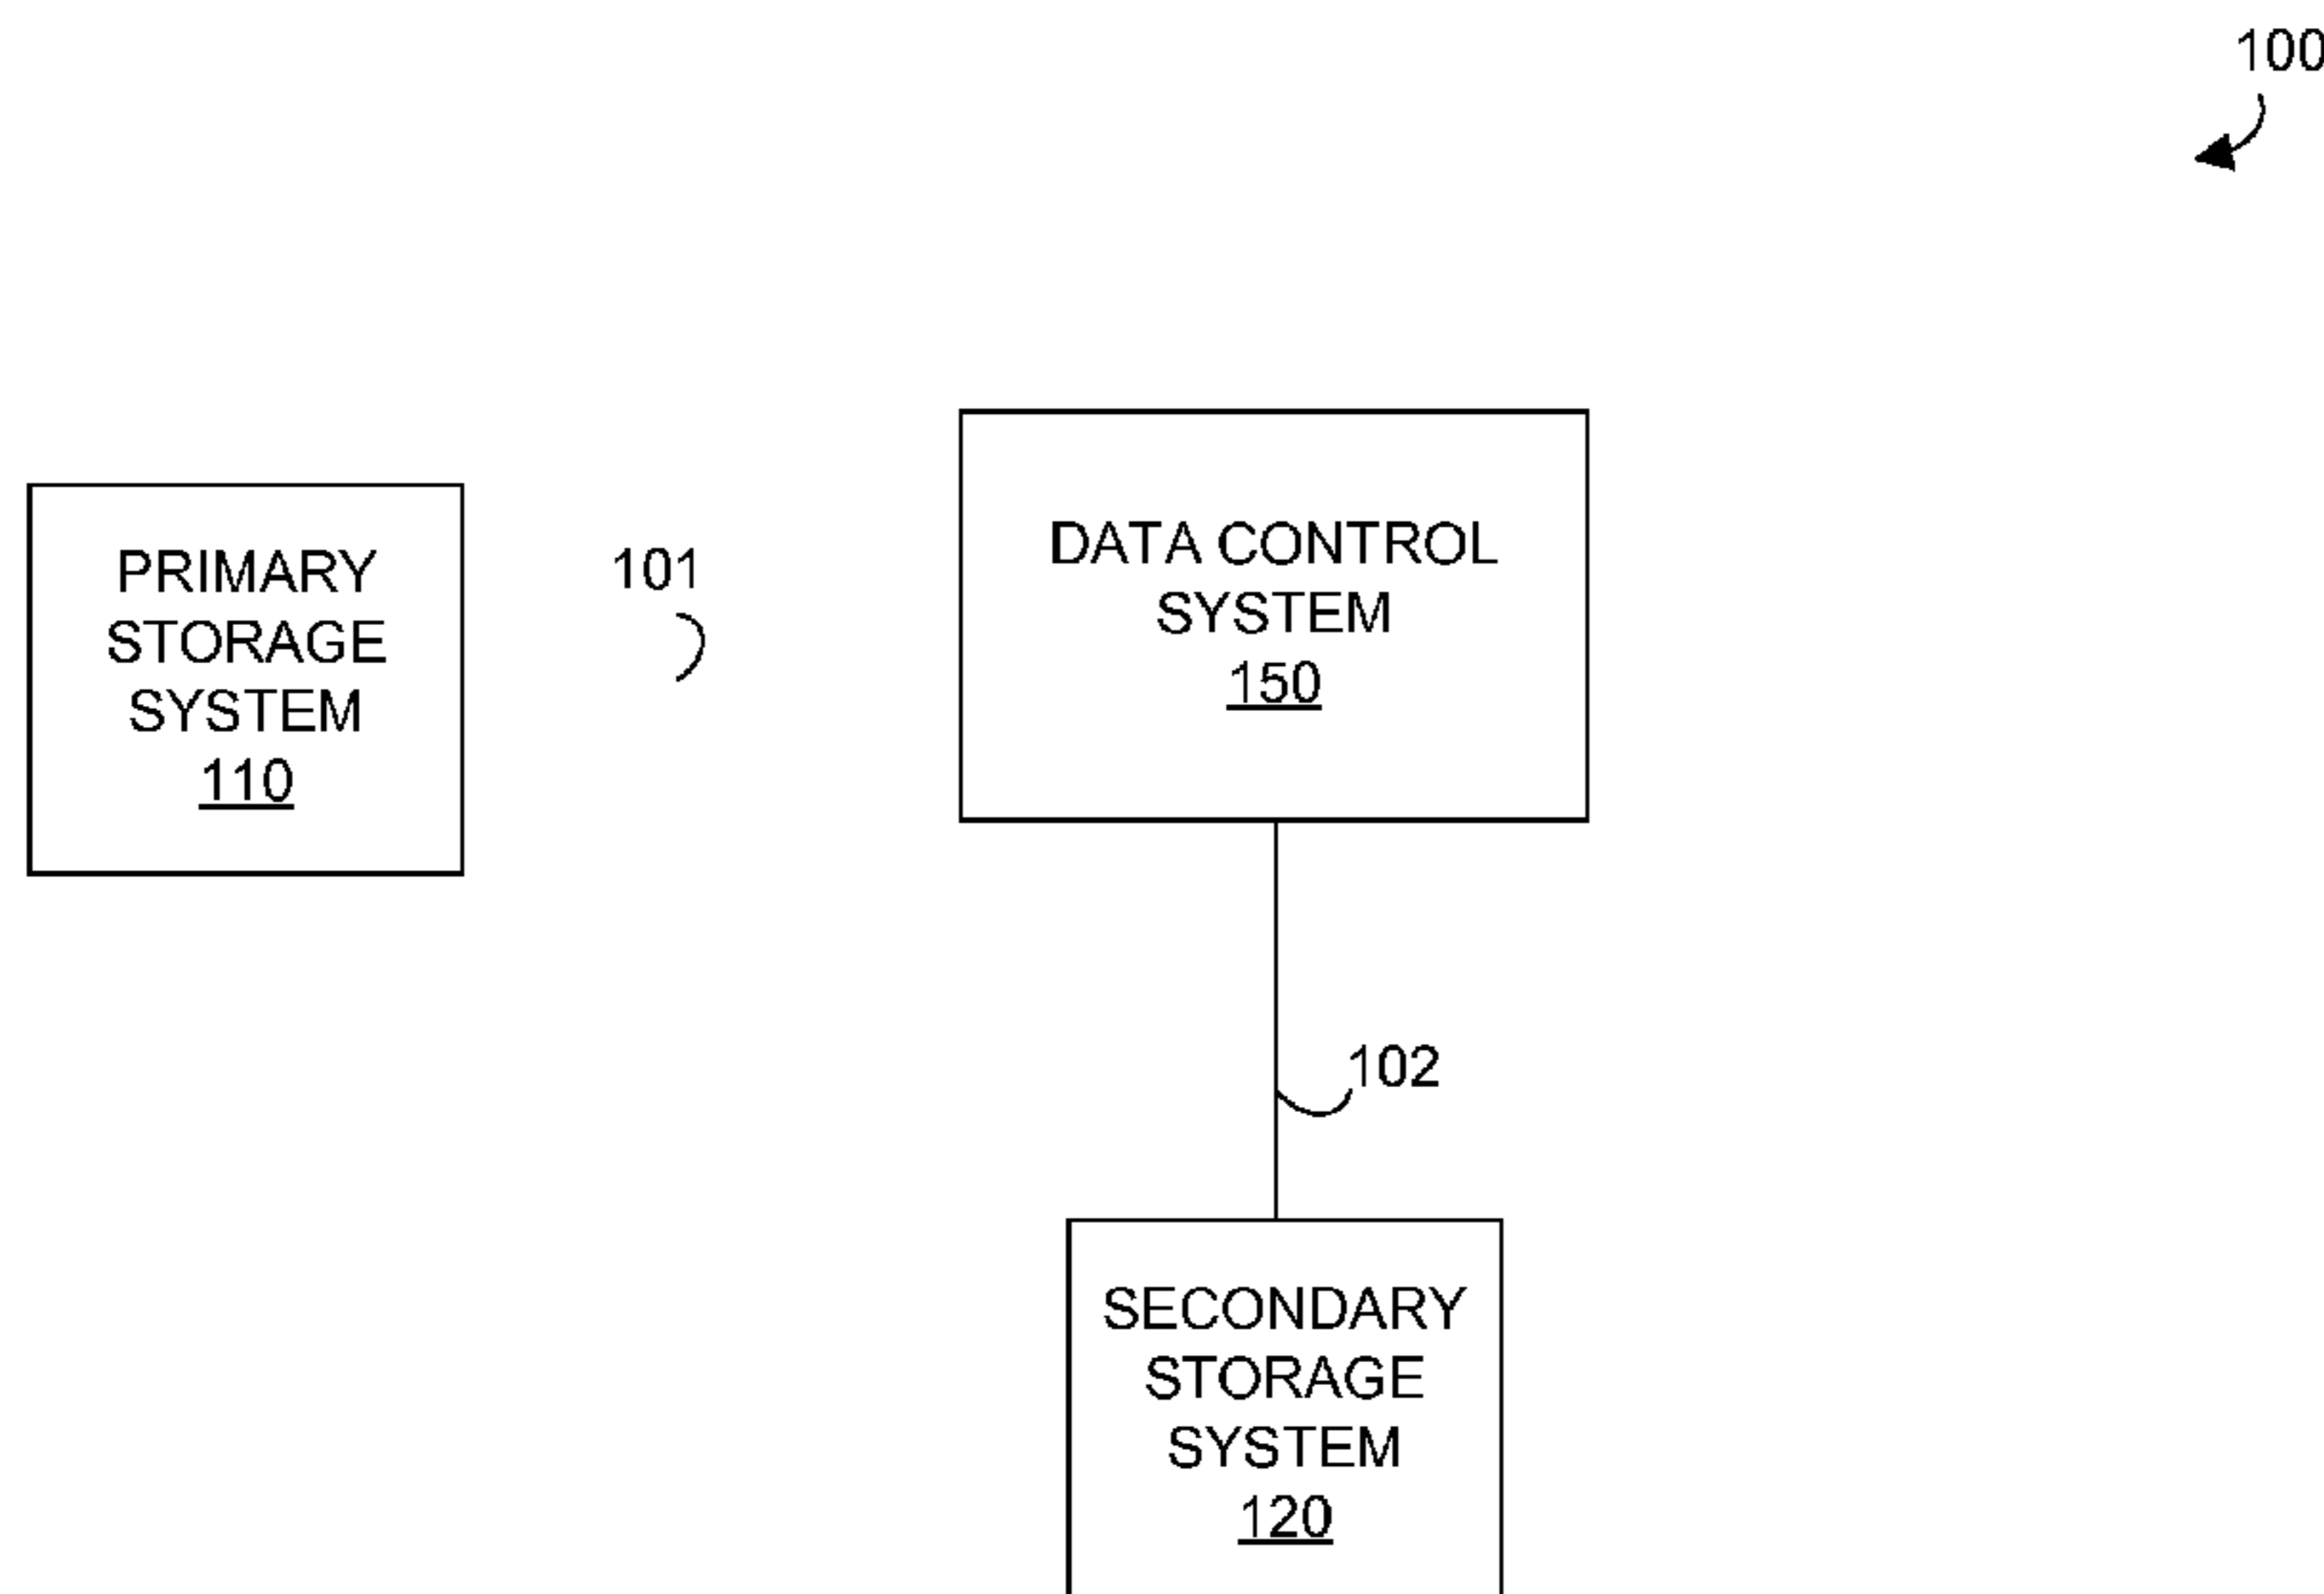 100
PRIMARY
STORAGE
SYSTEM
110
101
DATA CONTROL
SYSTEM
150
102
SECONDARY
STORAGE
SYSTEM
120